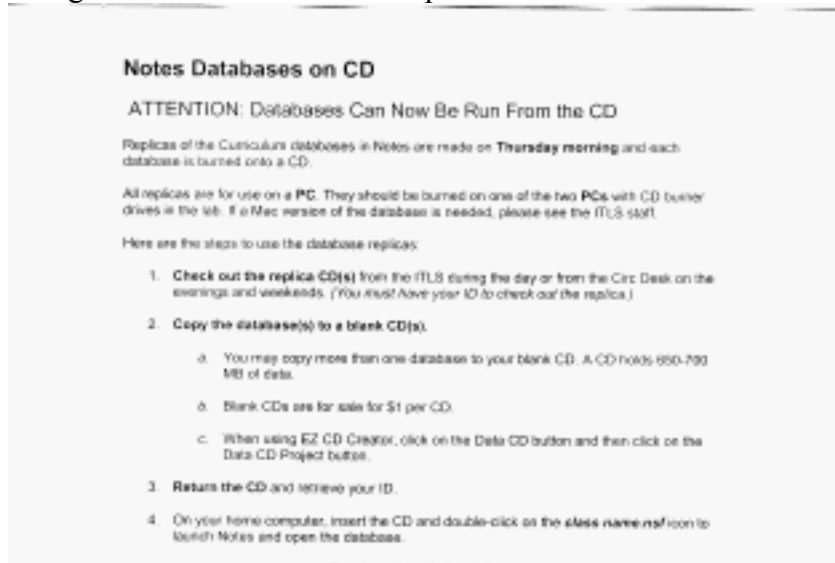 Notes Databases on CD
ATTENTION: Databases Can Now Be Run From the CD
Replicas of the Curriculum databases in Notes are made on Thursday morning and each
database is burned onto a CD.
All replicas are for use on a PC. They should be burned on one of the two PCs with CD burner
drives in the lab. If a Mac version of the database is needed, please see the ITLS staff.
Here are the steps to use the database replicas:
1. Check out the replica CD(s) from the ITLS during the day or from the Circ Desk on the
evenings and weekends. (You must have your ID to check out the replica.)
2. Copy the database(s) to a blank CD(s).
a. You may copy more than one database to your blank CD. A CD holds 650-700
MB of data.
b. Blank CDs are for sale for $1 per CD.
c. When using EZ CD Creator, click on the Data CD button and then click on the
Data CD Project button.
3. Return the CD and retrieve your ID.
4. On your home computer, insert the CD and double-click on the class name.nsf icon to
launch Notes and open the database.